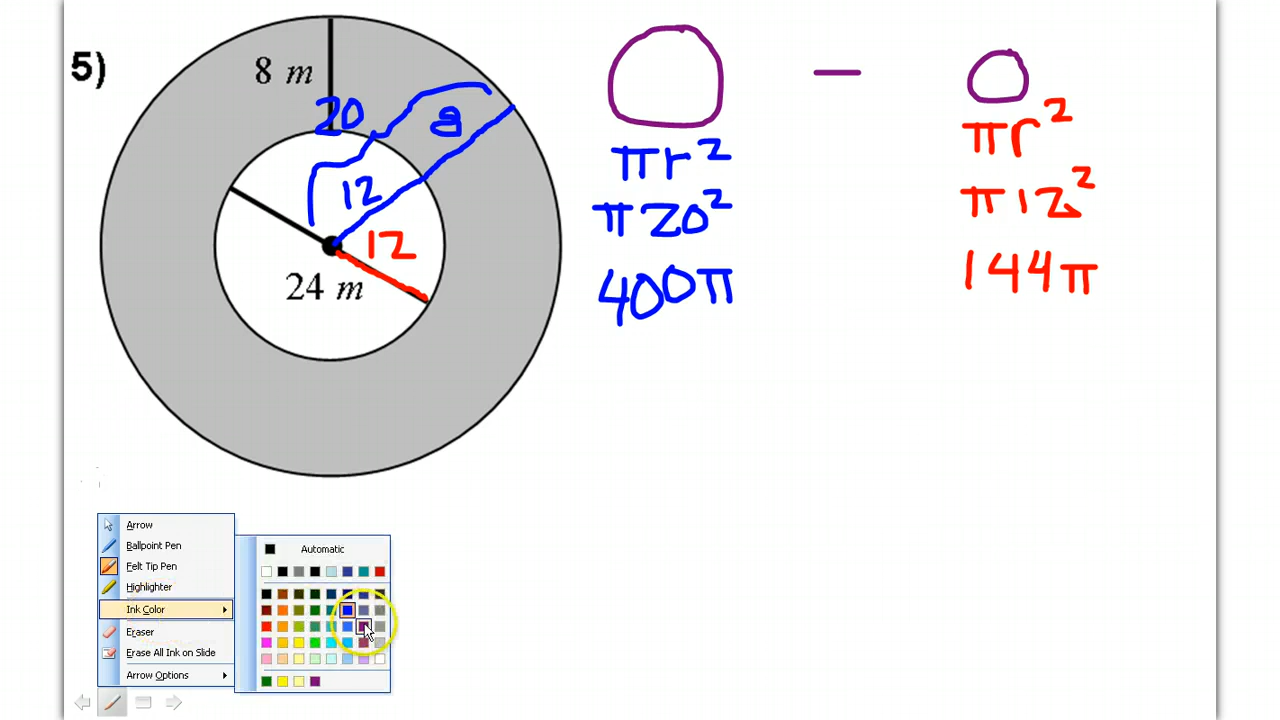 5)
8 m
20
8
12
12
24 m
—
πr²
π20²
400π
πr²
π12²
144π
Arrow
Ballpoint Pen
Felt Tip Pen
Highlighter
Ink Color
Eraser
Erase All Ink on Slide
Arrow Options
Automatic